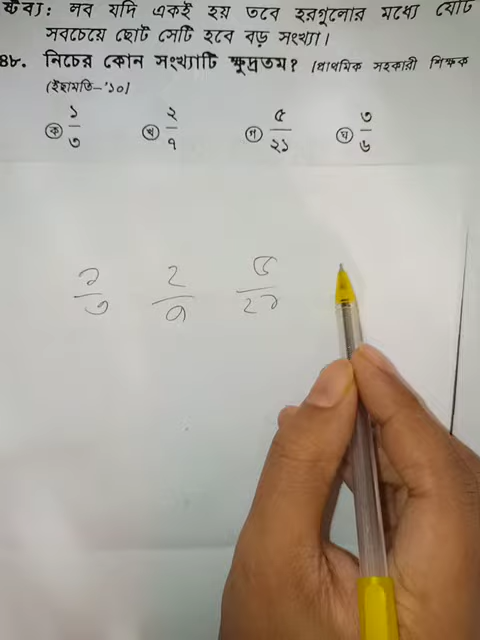 দ্রষ্টব্য: লব যদি একই হয় তবে হরগুলোর মধ্যে যেটি
সবচেয়ে ছোট সেটি হবে বড় সংখ্যা।
৪৮. নিচের কোন সংখ্যাটি ক্ষুদ্রতম? [প্রাথমিক সহকারী শিক্ষক
(ইছামতি-'১০)]
ক ১/৩ খ ২/৭ গ ৫/২১ ঘ ৩/৬
১/৩ ২/৭ ৫/২১